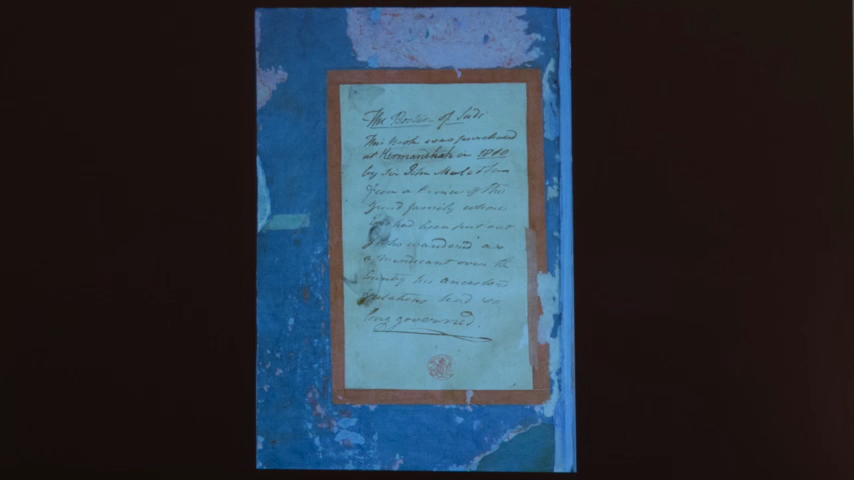 The Bostan of Sadi
This Book was purchased
at Kermanshah in 1810
by Sir John Malcolm
from a Prince of the
Zend family whose
eyes had been put out
& who wandered as
a mendicant over the
country his ancestors
had so
long governed.